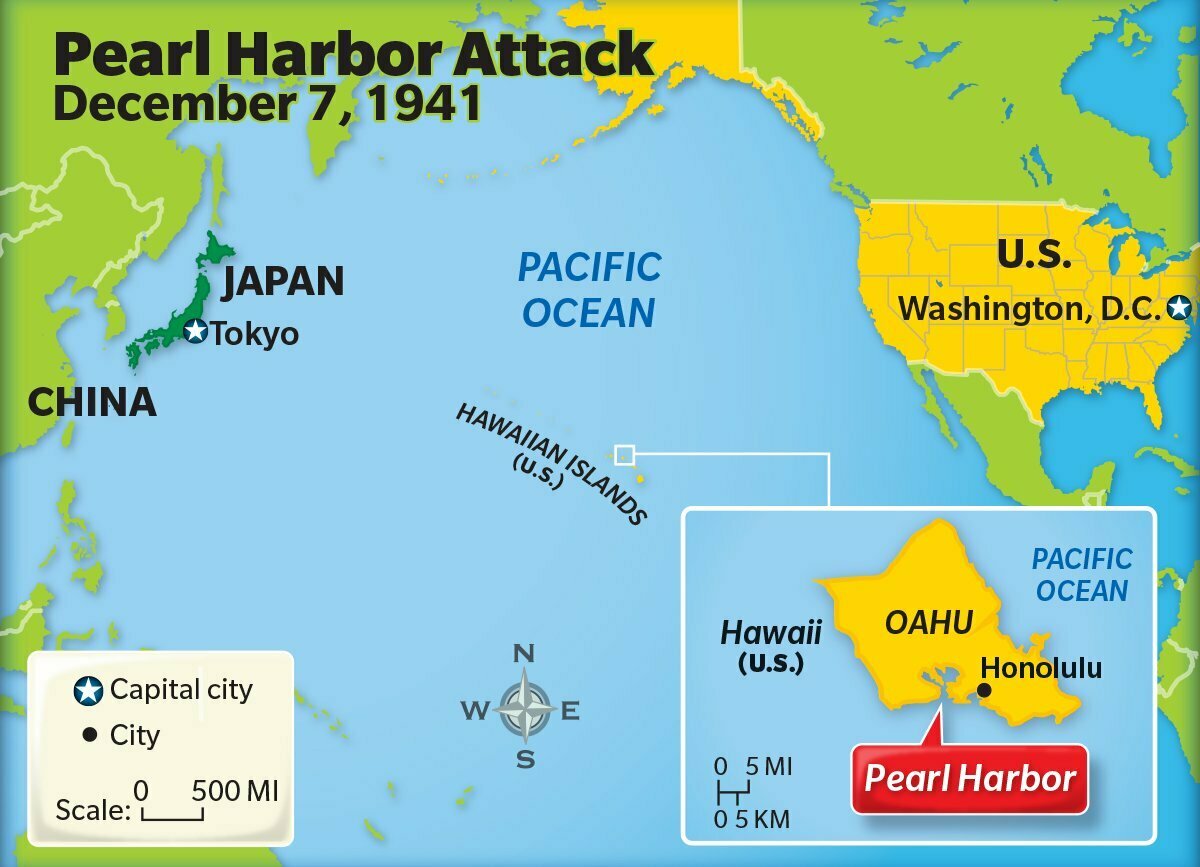 Pearl Harbor Attack
December 7, 1941
PACIFIC
OCEAN
JAPAN
Tokyo
CHINA
U.S.
Washington, D.C.
HAWAIIAN ISLANDS
(U.S.)
PACIFIC
OCEAN
OAHU
Hawaii
(U.S.)
Honolulu
Pearl Harbor
0 5 MI
0 5 KM
N
W E
S
Capital city
City
0 500 MI
Scale: